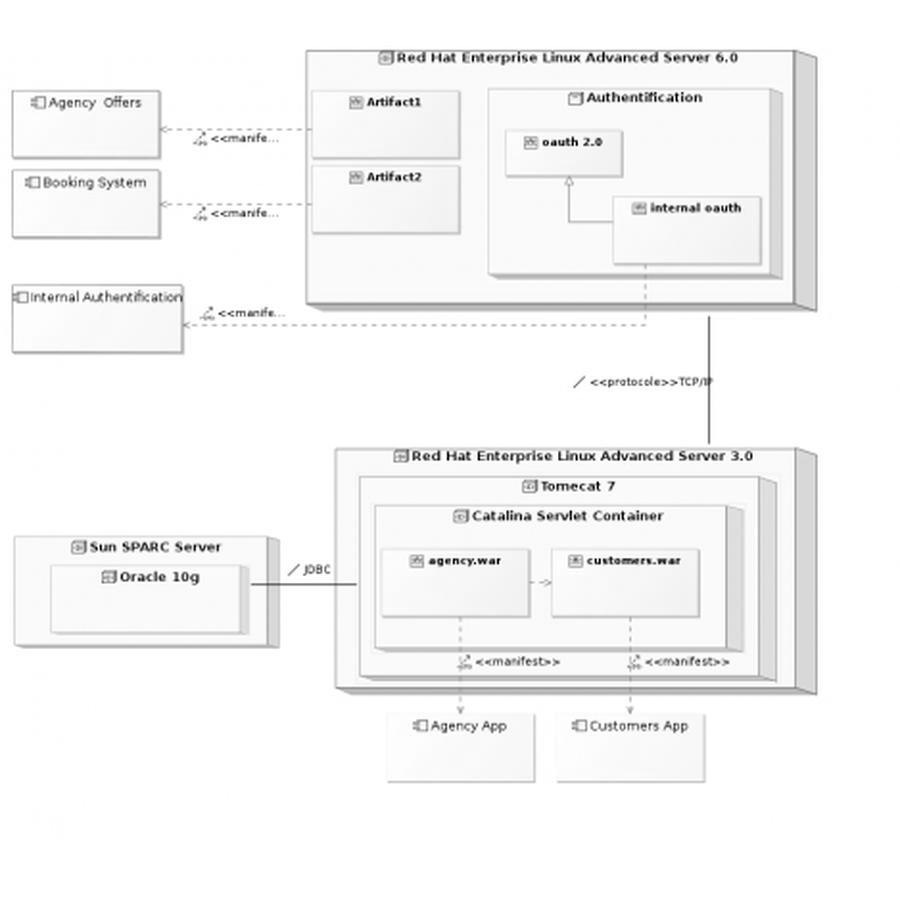 Red Hat Enterprise Linux Advanced Server 6.0
Agency Offers
Artifact1
Authentification
<<manife...
oauth 2.0
Booking System
Artifact2
<<manife...
internal oauth
Internal Authentification
<<manife...
<<protocole>>TCP/IP
Red Hat Enterprise Linux Advanced Server 3.0
Tomecat 7
Catalina Servlet Container
Sun SPARC Server
Oracle 10g
JDBC
agency.war
customers.war
<<manifest>>
<<manifest>>
Agency App
Customers App